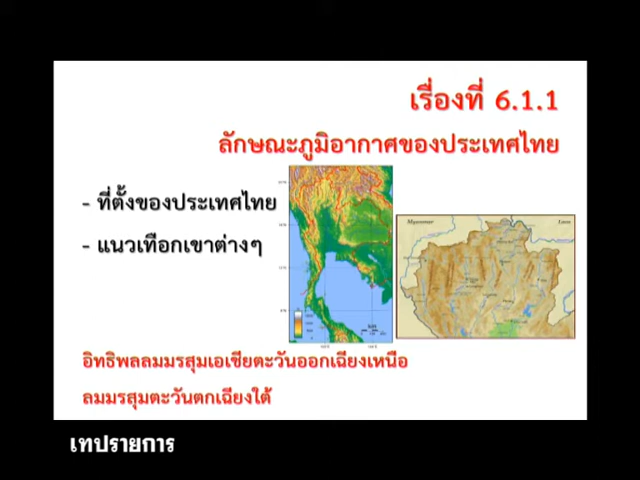 เรื่องที่ 6.1.1
ลักษณะภูมิอากาศของประเทศไทย
- ที่ตั้งของประเทศไทย
- แนวเทือกเขาต่างๆ
Myanmar
Laos
อิทธิพลลมมรสุมเอเชียตะวันออกเฉียงเหนือ
ลมมรสุมตะวันตกเฉียงใต้
เทปรายการ